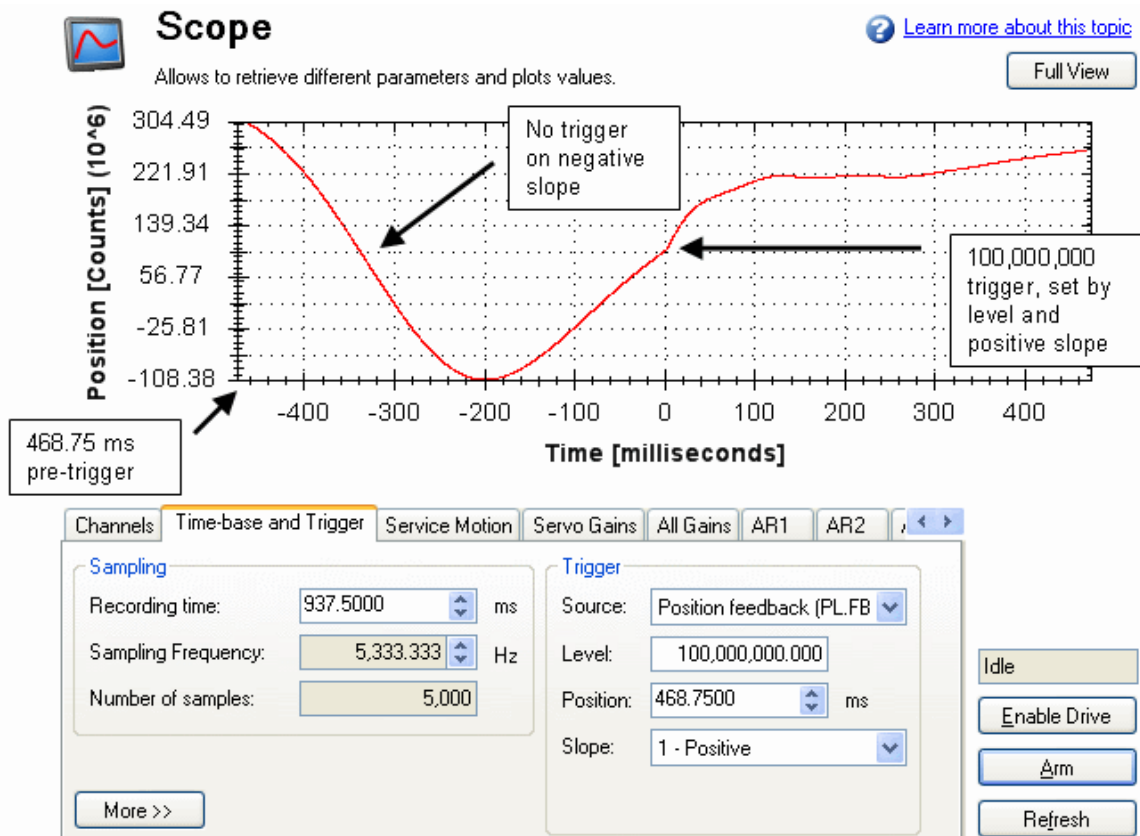 Scope
Learn more about this topic
Allows to retrieve different parameters and plots values.
Full View
Position [Counts] (10^6)
304.49
221.91
139.34
56.77
-25.81
-108.38
No trigger
on negative
slope
100,000,000
trigger, set by
level and
positive slope
468.75 ms
pre-trigger
-400 -300 -200 -100 0 100 200 300 400
Time [milliseconds]
Channels Time-base and Trigger Service Motion Servo Gains All Gains AR1 AR2
Sampling
Recording time: 937.5000 ms
Sampling Frequency: 5,333.333 Hz
Number of samples: 5,000
More >>
Trigger
Source: Position feedback (PL.FB
Level: 100,000,000.000
Position: 468.7500 ms
Slope: 1 - Positive
Idle
Enable Drive
Arm
Refresh